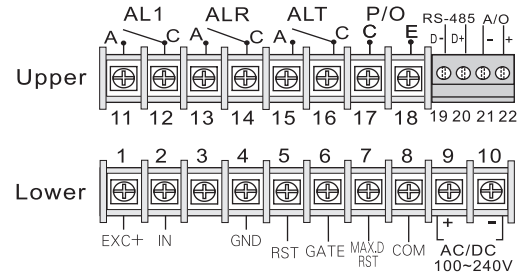 AL1 ALR ALT P/O RS-485 A/O
A C A C A C C E D- D+ - +
Upper
11 12 13 14 15 16 17 18 19 20 21 22
1 2 3 4 5 6 7 8 9 10
Lower
+ -
EXC+ IN GND RST GATE MAX.D RST COM AC/DC
100~240V